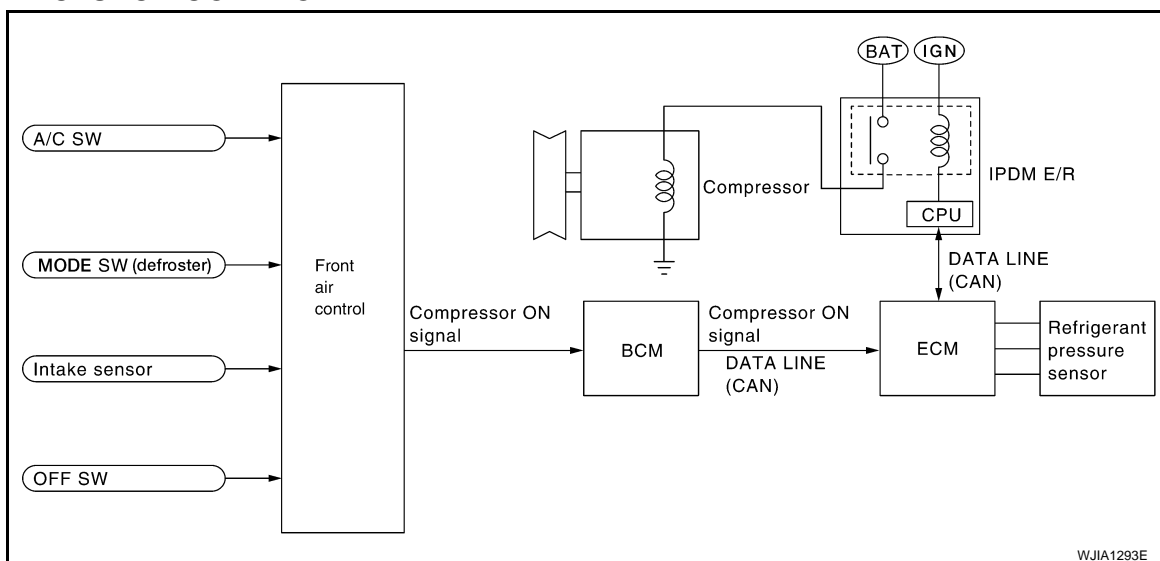 BAT
IGN
A/C SW
Compressor
IPDM E/R
CPU
MODE SW (defroster)
Front
air
control
DATA LINE
(CAN)
Compressor ON
signal
BCM
Compressor ON
signal
DATA LINE
(CAN)
ECM
Refrigerant
pressure
sensor
Intake sensor
OFF SW
WJIA1293E